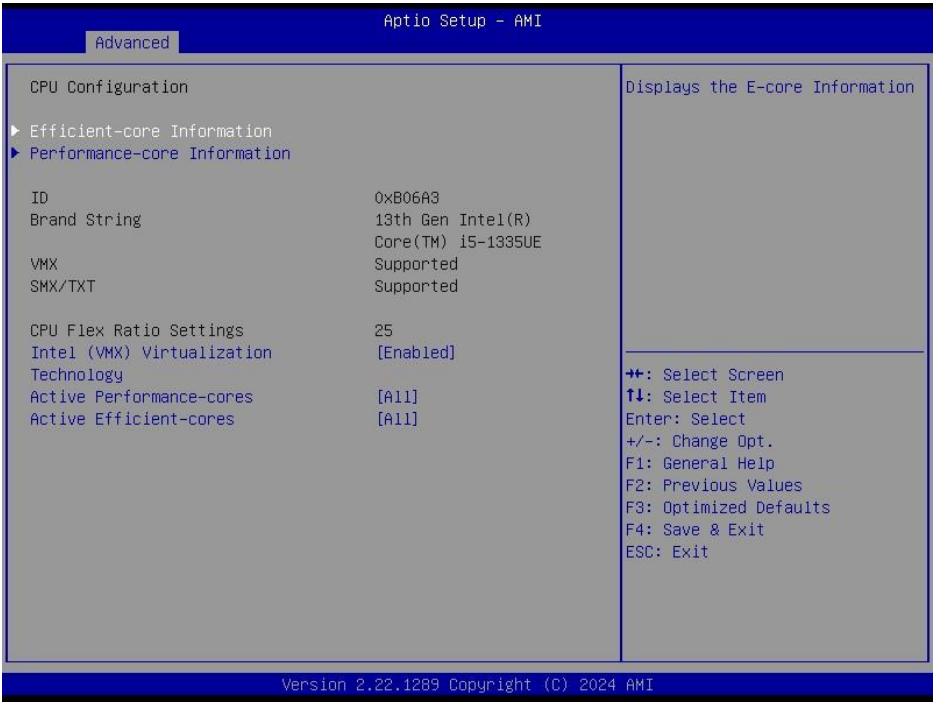 Aptio Setup - AMI
Advanced
CPU Configuration
Efficient-core Information
Performance-core Information
ID 0xB06A3
Brand String 13th Gen Intel(R)
Core(TM) i5-1335UE
VMX Supported
SMX/TXT Supported
CPU Flex Ratio Settings 25
Intel (VMX) Virtualization [Enabled]
Technology
Active Performance-cores [All]
Active Efficient-cores [All]
Displays the E-core Information
→←: Select Screen
↑↓: Select Item
Enter: Select
+/-: Change Opt.
F1: General Help
F2: Previous Values
F3: Optimized Defaults
F4: Save & Exit
ESC: Exit
Version 2.22.1289 Copyright (C) 2024 AMI